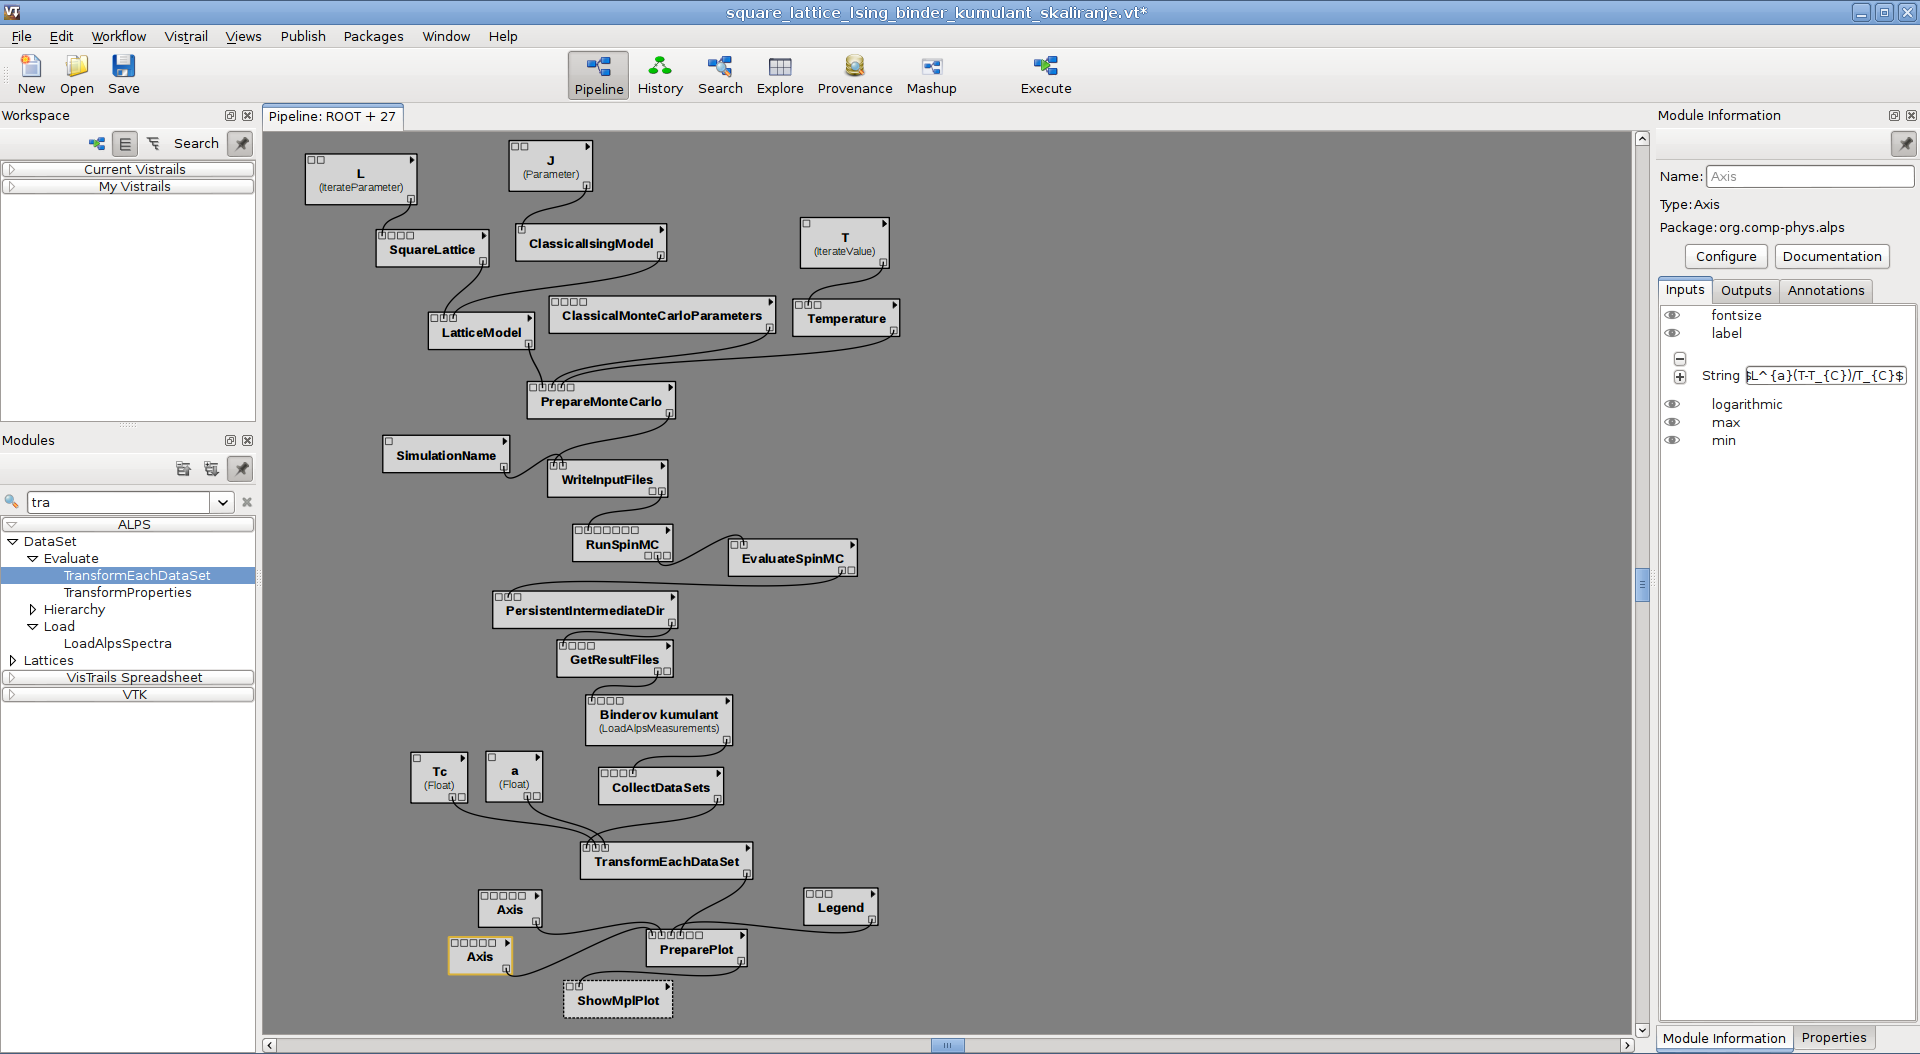 VT
square_lattice_Ising_binder_kumulant_skaliranje.vt*
File Edit Workflow Vistrail Views Publish Packages Window Help
New Open Save Pipeline History Search Explore Provenance Mashup Execute
Workspace
Search
Current Vistrails
My Vistrails
Modules
tra
ALPS
DataSet
Evaluate
TransformEachDataSet
TransformProperties
Hierarchy
Load
LoadAlpsSpectra
Lattices
VisTrails Spreadsheet
VTK
Pipeline: ROOT + 27
L
(IterateParameter)
J
(Parameter)
SquareLattice
ClassicalIsingModel
T
(IterateValue)
LatticeModel
ClassicalMonteCarloParameters
Temperature
PrepareMonteCarlo
SimulationName
WriteInputFiles
RunSpinMC
EvaluateSpinMC
PersistentIntermediateDir
GetResultFiles
Binderov kumulant
(LoadAlpsMeasurements)
Tc
(Float)
a
(Float)
CollectDataSets
TransformEachDataSet
Axis
Legend
Axis
PreparePlot
ShowMplPlot
Module Information
Name: Axis
Type: Axis
Package: org.comp-phys.alps
Configure Documentation
Inputs Outputs Annotations
fontsize
label
String $L^{a}(T-T_{C})/T_{C}$
logarithmic
max
min
Module Information Properties